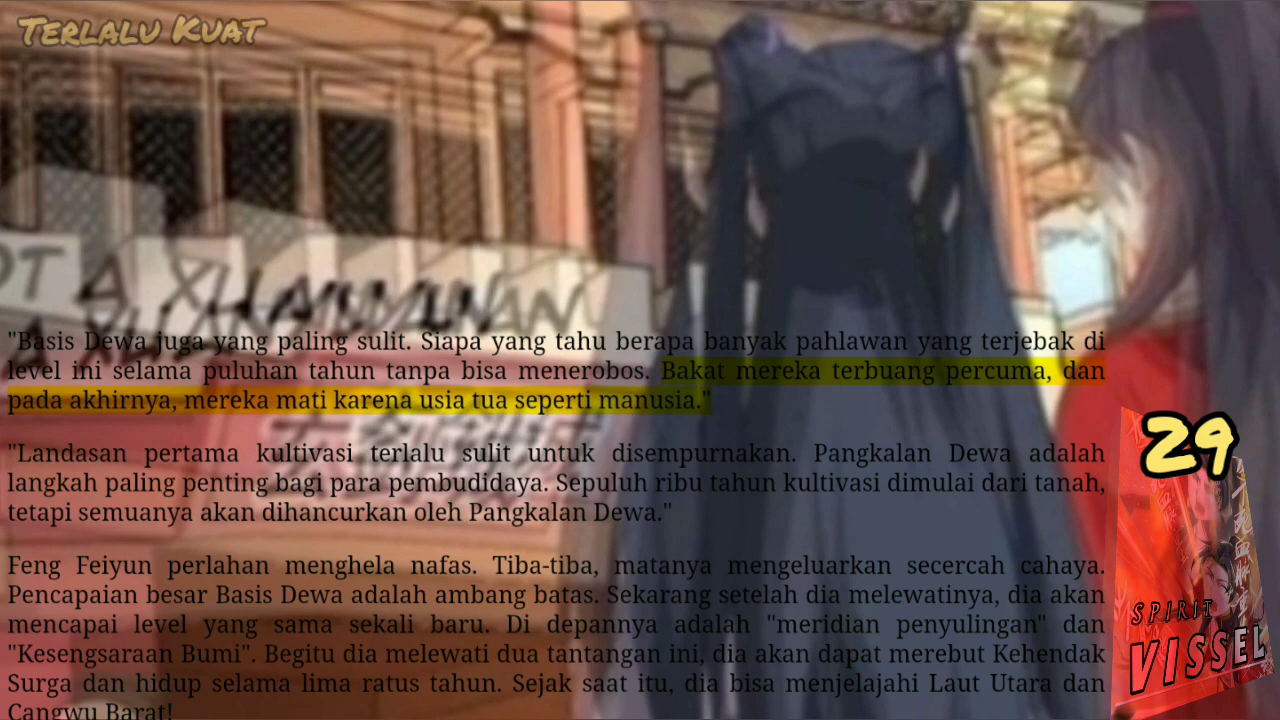 Terlalu Kuat
"Basis Dewa juga yang paling sulit. Siapa yang tahu berapa banyak pahlawan yang terjebak di
level ini selama puluhan tahun tanpa bisa menerobos. Bakat mereka terbuang percuma, dan
pada akhirnya, mereka mati karena usia tua seperti manusia."
"Landasan pertama kultivasi terlalu sulit untuk disempurnakan. Pangkalan Dewa adalah
langkah paling penting bagi para pembudidaya. Sepuluh ribu tahun kultivasi dimulai dari tanah,
tetapi semuanya akan dihancurkan oleh Pangkalan Dewa."
Feng Feiyun perlahan menghela nafas. Tiba-tiba, matanya mengeluarkan secercah cahaya.
Pencapaian besar Basis Dewa adalah ambang batas. Sekarang setelah dia melewatinya, dia akan
mencapai level yang sama sekali baru. Di depannya adalah "meridian penyulingan" dan
"Kesengsaraan Bumi". Begitu dia melewati dua tantangan ini, dia akan dapat merebut Kehendak
Surga dan hidup selama lima ratus tahun. Sejak saat itu, dia bisa menjelajahi Laut Utara dan
Cangwu Barat!
29
SPIRIT
VISSEL